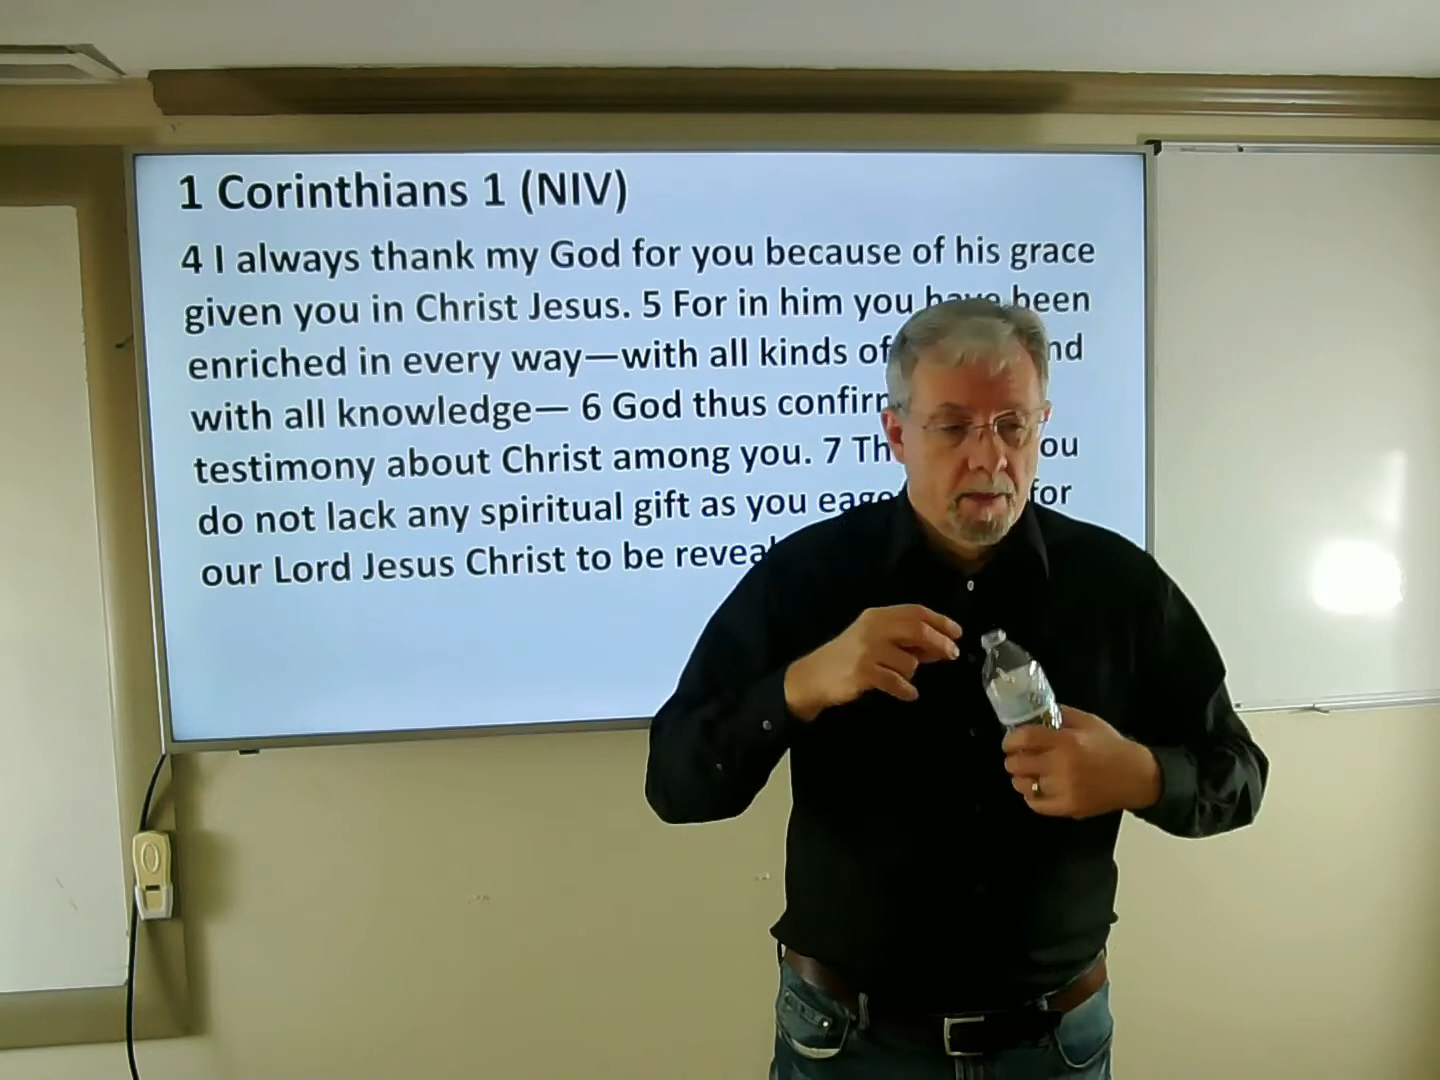 1 Corinthians 1 (NIV)
4 I always thank my God for you because of his grace
given you in Christ Jesus. 5 For in him you have been
enriched in every way—with all kinds of
with all knowledge— 6 God thus
testimony about Christ among you. 7
do not lack any spiritual gift as you for
our Lord Jesus Christ to be